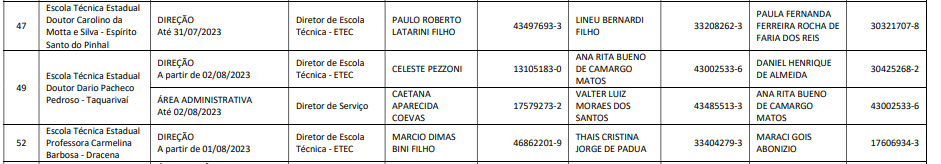 47
Escola Técnica Estadual
Doutor Carolino da
Motta e Silva - Espírito
Santo do Pinhal
DIREÇÃO
Até 31/07/2023
Diretor de Escola
Técnica - ETEC
PAULO ROBERTO
LATARINI FILHO
43497693-3
LINEU BERNARDI
FILHO
33208262-3
PAULA FERNANDA
FERREIRA ROCHA DE
FARIA DOS REIS
30321707-8
49
Escola Técnica Estadual
Doutor Dario Pacheco
Pedroso - Taquarivaí
DIREÇÃO
A partir de 02/08/2023
Diretor de Escola
Técnica - ETEC
CELESTE PEZZONI
13105183-0
ANA RITA BUENO
DE CAMARGO
MATOS
43002533-6
DANIEL HENRIQUE
DE ALMEIDA
30425268-2
ÁREA ADMINISTRATIVA
Até 02/08/2023
Diretor de Serviço
CAETANA
APARECIDA
COEVAS
17579273-2
VALTER LUIZ
MORAES DOS
SANTOS
43485513-3
ANA RITA BUENO
DE CAMARGO
MATOS
43002533-6
52
Escola Técnica Estadual
Professora Carmelina
Barbosa - Dracena
DIREÇÃO
A partir de 01/08/2023
Diretor de Escola
Técnica - ETEC
MARCIO DIMAS
BINI FILHO
46862201-9
THAIS CRISTINA
JORGE DE PADUA
33404279-3
MARACI GOIS
ABONIZIO
17606934-3